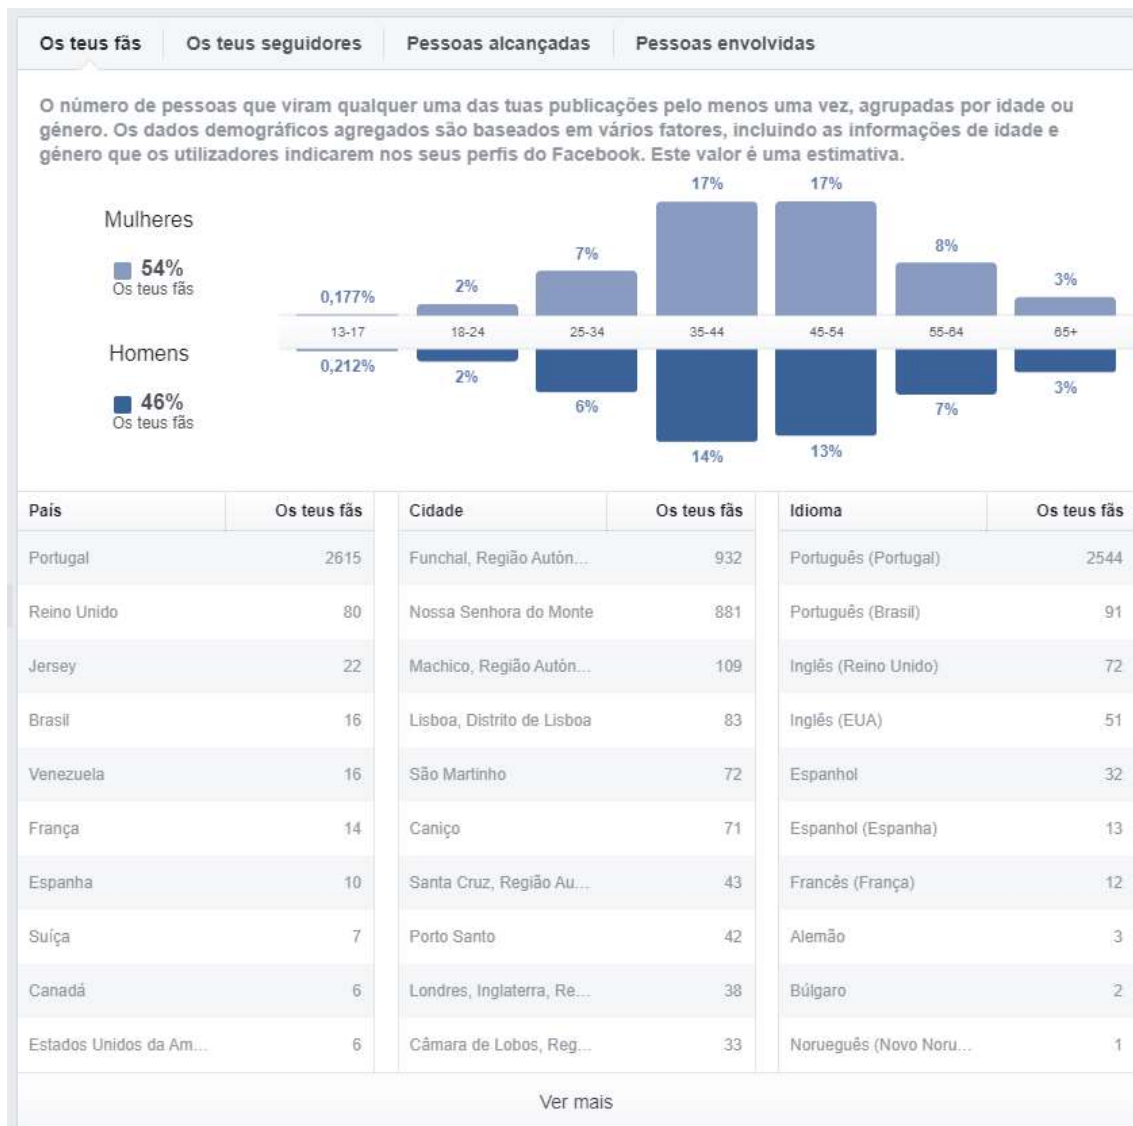 Os teus fãs Os teus seguidores Pessoas alcançadas Pessoas envolvidas
O número de pessoas que viram qualquer uma das tuas publicações pelo menos uma vez, agrupadas por idade ou
género. Os dados demográficos agregados são baseados em vários fatores, incluindo as informações de idade e
género que os utilizadores indicarem nos seus perfis do Facebook. Este valor é uma estimativa.
Mulheres
54%
Os teus fãs
0,177% 2% 7% 17% 17% 8% 3%
13-17 18-24 25-34 35-44 45-54 55-64 65+
Homens
46%
Os teus fãs
0,212% 2% 6% 14% 13% 7% 3%
País Os teus fãs Cidade Os teus fãs Idioma Os teus fãs
Portugal 2615 Funchal, Região Autón... 932 Português (Portugal) 2544
Reino Unido 80 Nossa Senhora do Monte 881 Português (Brasil) 91
Jersey 22 Machico, Região Autón... 109 Inglês (Reino Unido) 72
Brasil 16 Lisboa, Distrito de Lisboa 83 Inglês (EUA) 51
Venezuela 16 São Martinho 72 Espanhol 32
França 14 Caniço 71 Espanhol (Espanha) 13
Espanha 10 Santa Cruz, Região Au... 43 Francês (França) 12
Suíça 7 Porto Santo 42 Alemão 3
Canadá 6 Londres, Inglaterra, Re... 38 Búlgaro 2
Estados Unidos da Am... 6 Câmara de Lobos, Reg... 33 Norueguês (Novo Noru... 1
Ver mais